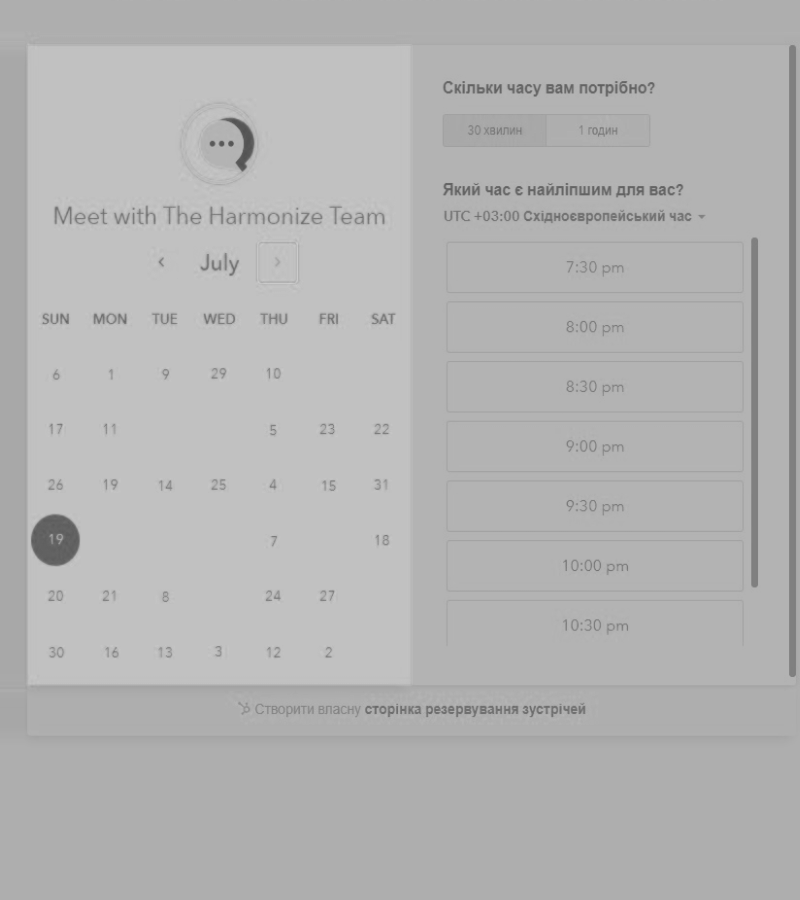 Meet with The Harmonize Team
July
SUN MON TUE WED THU FRI SAT
6 1 9 29 10
17 11 5 23 22
26 19 14 25 4 15 31
19 7 18
20 21 8 24 27
30 16 13 3 12 2
Скільки часу вам потрібно?
30 хвилин 1 годин
Який час є найліпшим для вас?
UTC +03:00 Східноєвропейський час
7:30 pm
8:00 pm
8:30 pm
9:00 pm
9:30 pm
10:00 pm
10:30 pm
Створити власну сторінка резервування зустрічей